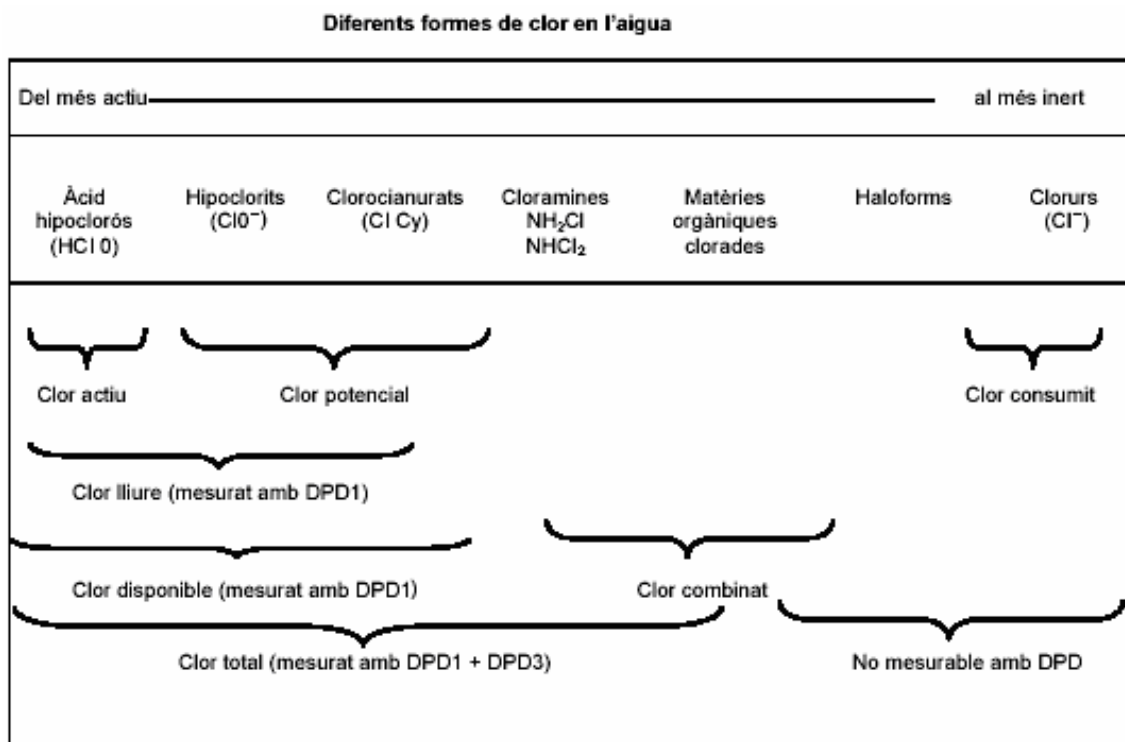 Diferents formes de clor en l'aigua
Del més actiu al més inert
Àcid hipoclorós (HCl 0)
Hipoclorits (Cl0⁻)
Clorocianurats (Cl Cy)
Cloramines NH₂Cl NHCl₂
Matèries orgàniques clorades
Haloforms
Clorurs (Cl⁻)
Clor actiu
Clor potencial
Clor consumit
Clor lliure (mesurat amb DPD1)
Clor disponible (mesurat amb DPD1)
Clor combinat
Clor total (mesurat amb DPD1 + DPD3)
No mesurable amb DPD